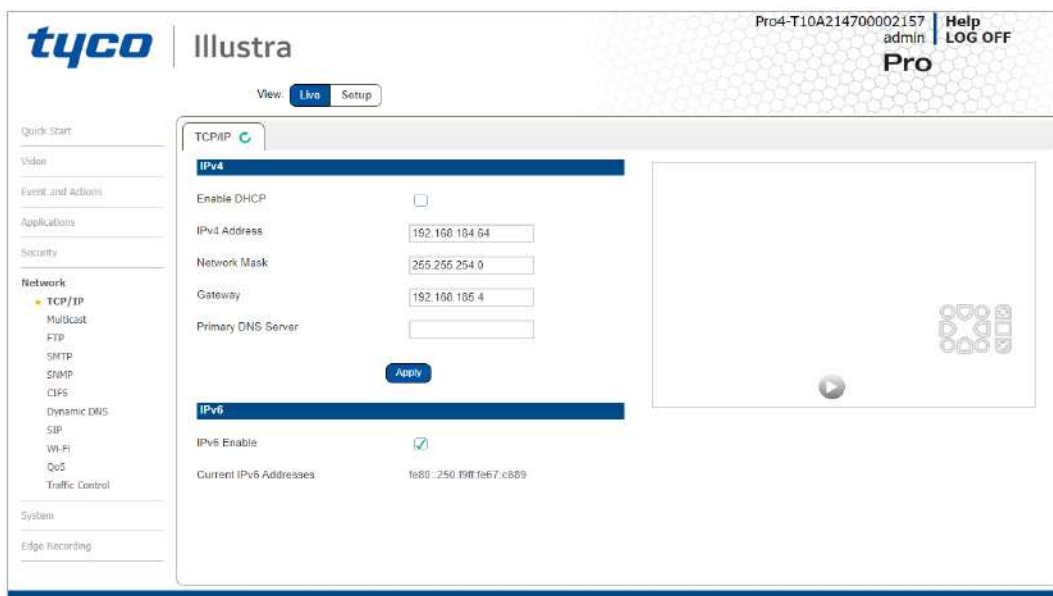 tyco Illustra
Pro4-T10A214700002157 Help
admin LOG OFF
Pro
View: Live Setup
Quick Start
Video
Event and Actions
Applications
Security
Network
TCP/IP
Multicast
FTP
SMTP
SNMP
CIFS
Dynamic DNS
SIP
Wi-Fi
QoS
Traffic Control
System
Edge Recording
TCP/IP
IPv4
Enable DHCP
IPv4 Address 192.168.184.64
Network Mask 255.255.254.0
Gateway 192.168.185.4
Primary DNS Server
Apply
IPv6
IPv6 Enable
Current IPv6 Addresses fe80::250:f9ff:fe67:c889